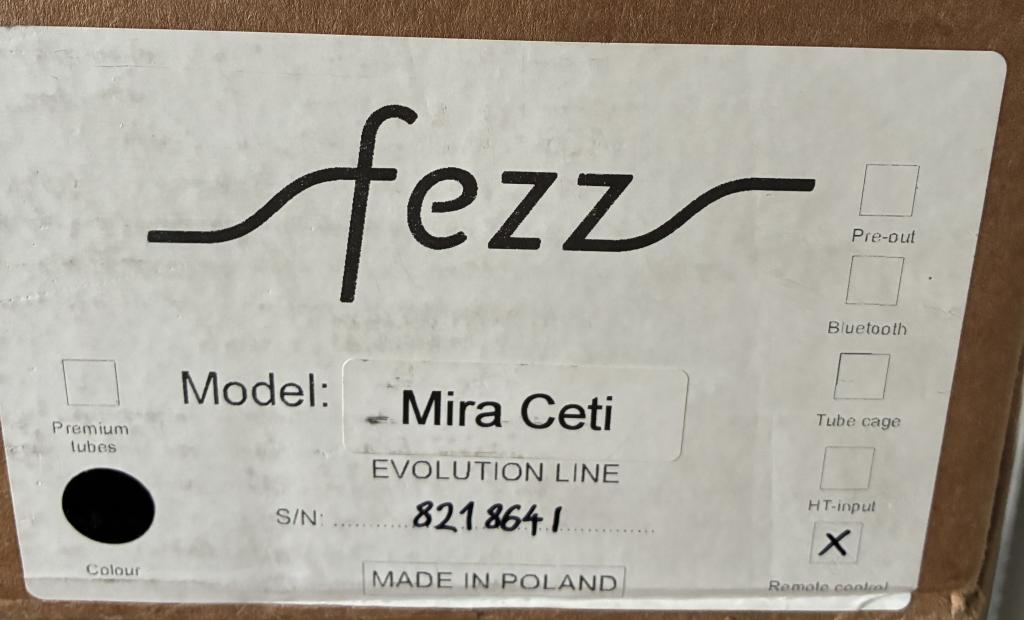 fezz
Pre-out
Bluetooth
Model: Mira Ceti
Tube cage
Premium
tubes
EVOLUTION LINE
HT-input
S/N: ..........8218641..........
X
Remote control
Colour
MADE IN POLAND